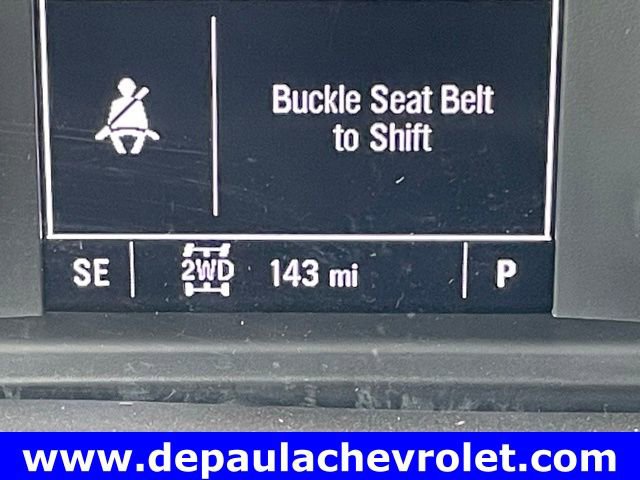 Buckle Seat Belt
to Shift
SE 2WD 143 mi P
www.depaulachevrolet.com